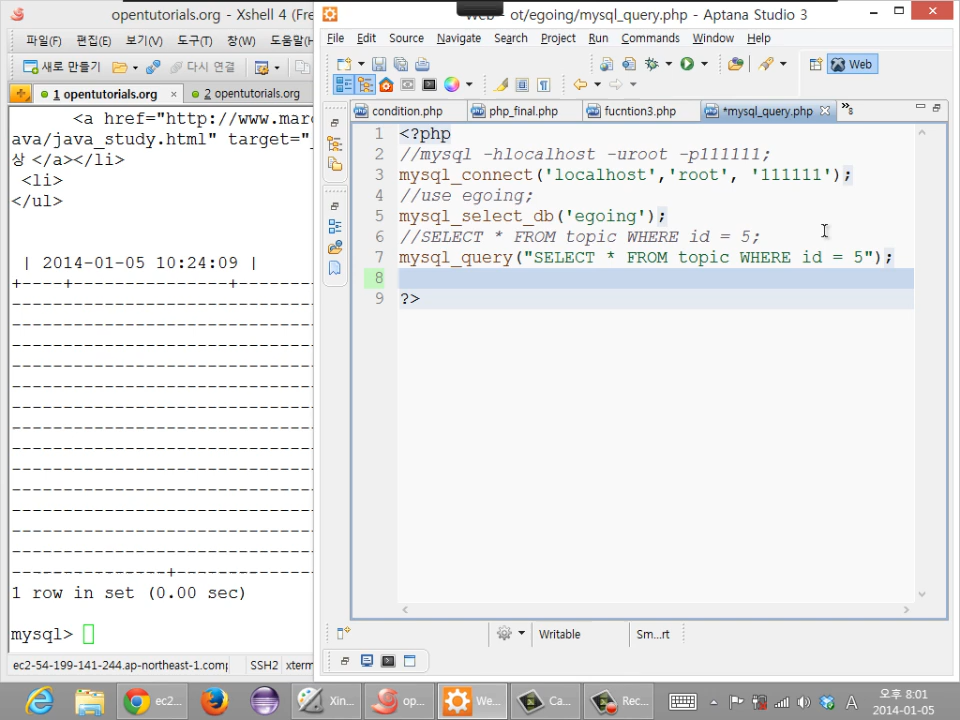 opentutorials.org - Xshell 4 (Fre
파일(F) 편집(E) 보기(V) 도구(T) 창(W) 도움말(H
새로 만들기 다시 연결
1 opentutorials.org × 2 opentutorials.org
<a href="http://www.mar
ava/java_study.html" target="_
상 </a></li>
<li>
</ul>
| 2014-01-05 10:24:09 |
+----+---------------+--------
------------------------------
------------------------------
------------------------------
------------------------------
------------------------------
------------------------------
------------------------------
------------------------------
------------------------------
------------------------------
------------------------------
------------------------------
------------------------------
---------------+--------------
1 row in set (0.00 sec)
mysql>
ec2-54-199-141-244.ap-northeast-1.comp SSH2 xterm
Web - ot/egoing/mysql_query.php - Aptana Studio 3
File Edit Source Navigate Search Project Run Commands Window Help
Web
condition.php php_final.php fucntion3.php *mysql_query.php »8
1 <?php
2 //mysql -hlocalhost -uroot -p111111;
3 mysql_connect('localhost','root', '111111');
4 //use egoing;
5 mysql_select_db('egoing');
6 //SELECT * FROM topic WHERE id = 5;
7 mysql_query("SELECT * FROM topic WHERE id = 5");
8
9 ?>
Writable Sm...rt
ec2... Xin... op... We... Ca... Rec... A
오후 8:01
2014-01-05